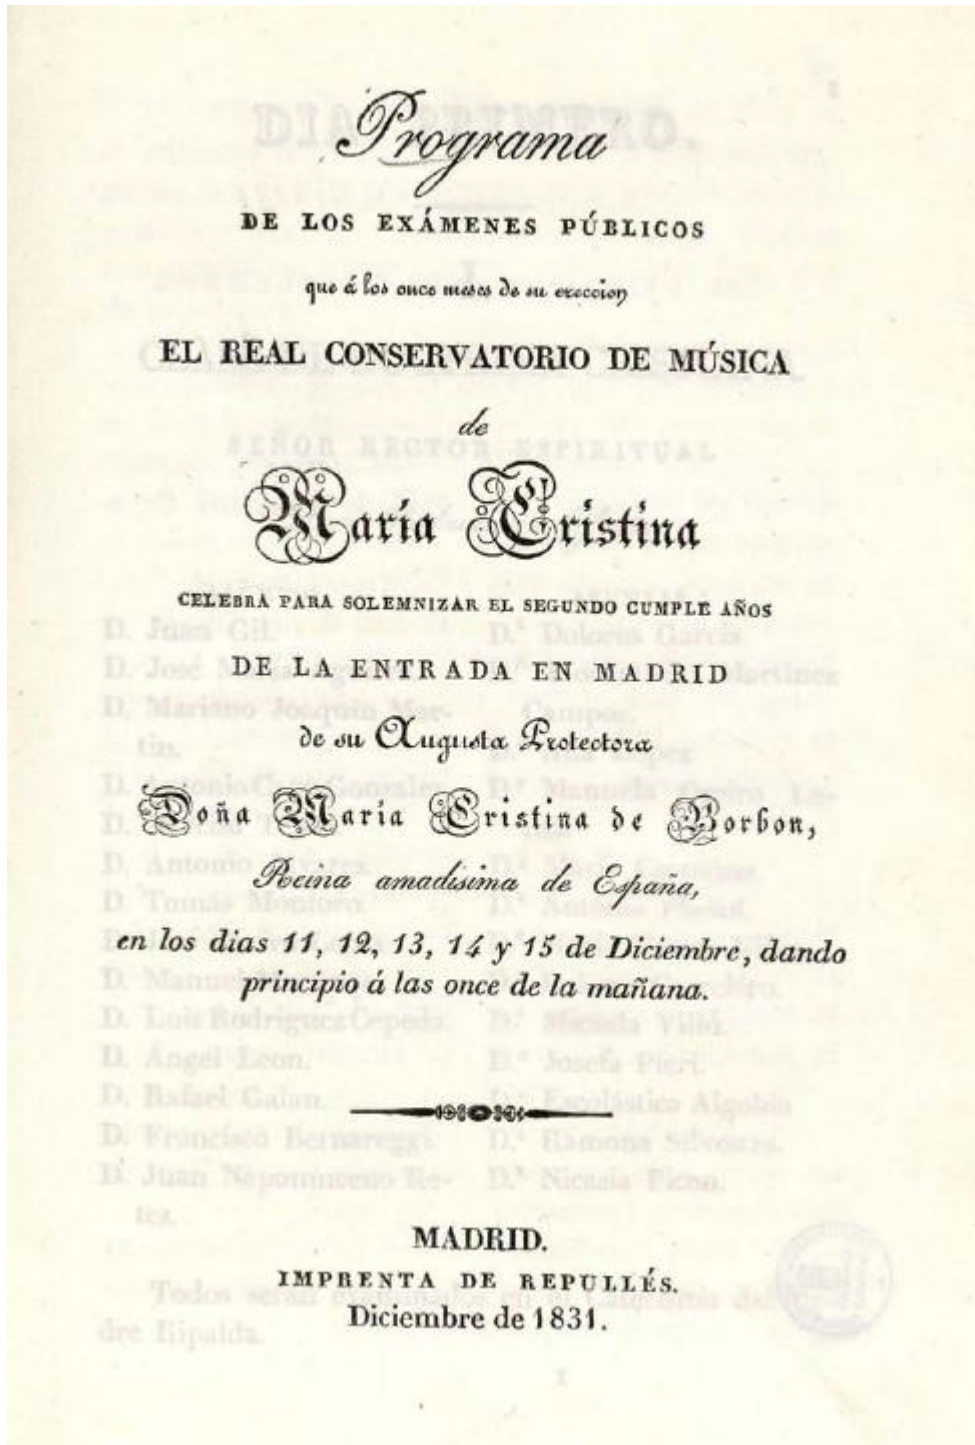 Programa
DE LOS EXÁMENES PÚBLICOS
que á los once meses de su ereccion
EL REAL CONSERVATORIO DE MÚSICA
de
María Cristina
CELEBRA PARA SOLEMNIZAR EL SEGUNDO CUMPLE AÑOS
DE LA ENTRADA EN MADRID
de su Augusta Protectora
Doña María Cristina de Borbon,
Reina amadísima de España,
en los dias 11, 12, 13, 14 y 15 de Diciembre, dando
principio á las once de la mañana.
MADRID.
IMPRENTA DE REPULLÉS.
Diciembre de 1831.